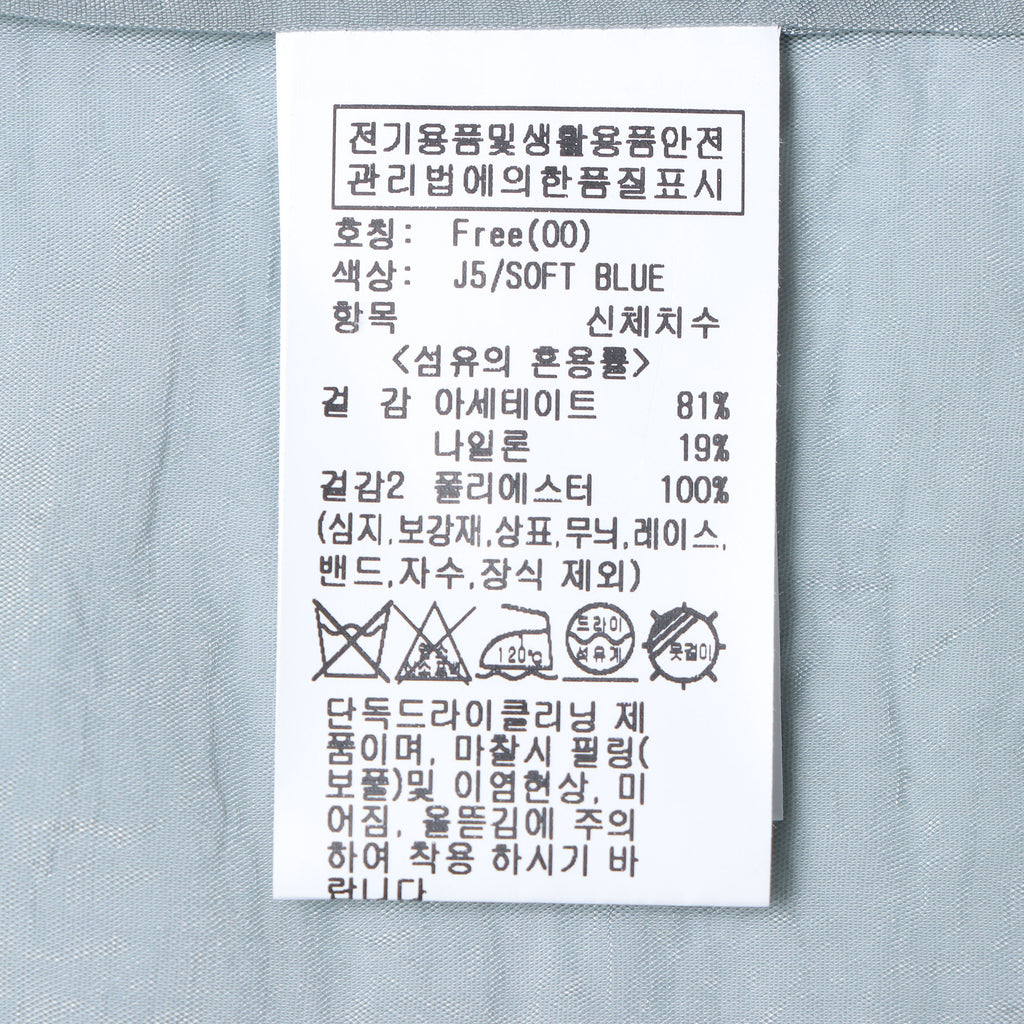 전기용품및생활용품안전
관리법에의한품질표시
호칭: Free(00)
색상: J5/SOFT BLUE
항목 신체치수
<섬유의 혼용률>
겉 감 아세테이트 81%
나일론 19%
겉감2 폴리에스터 100%
(심지,보강재,상표,무늬,레이스,
밴드,자수,장식 제외)
염소
산소표백
120℃
드라이
석유계
옷걸이
단독드라이클리닝 제
품이며, 마찰시 필링(
보풀)및 이염현상, 미
어짐, 올뜯김에 주의
하여 착용 하시기 바
랍니다